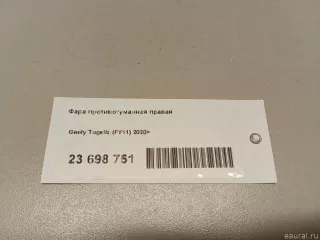 Фара противотуманная правая
Geely Tugella (FY11) 2020>
23 698 751
eaural.ru